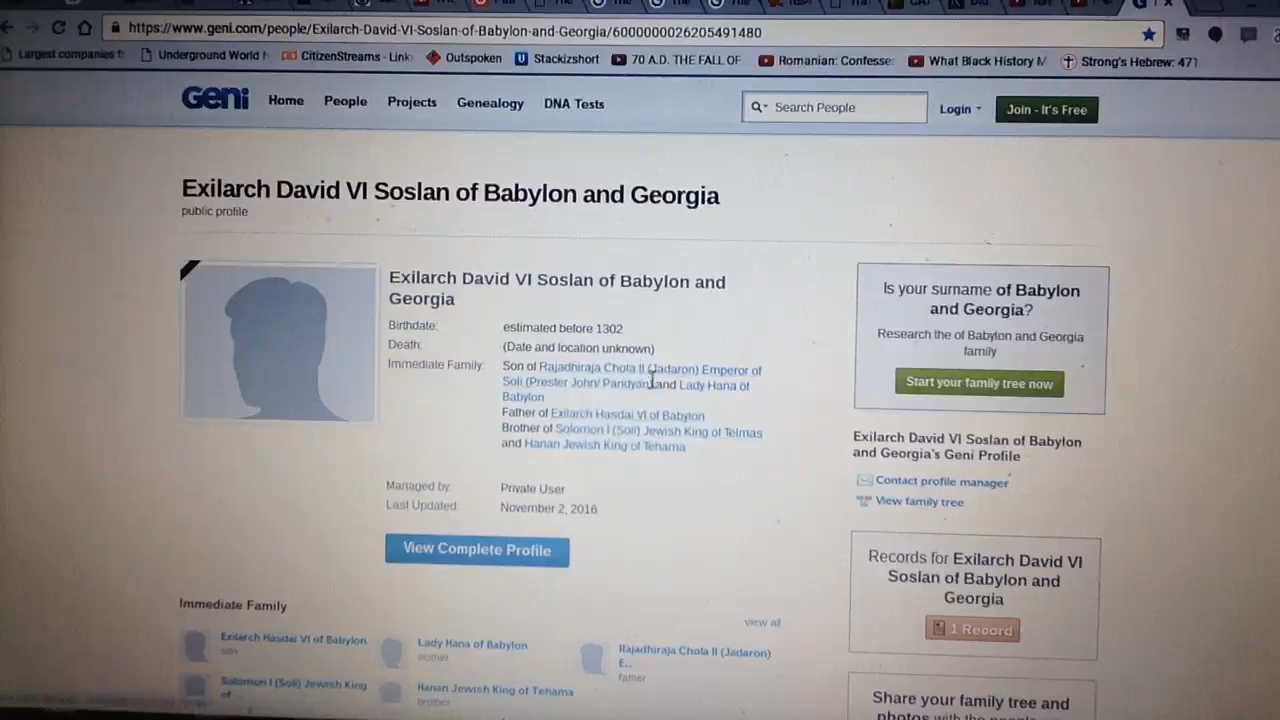 https://www.geni.com/people/Exilarch-David-VI-Soslan-of-Babylon-and-Georgia/6000000026205491480
Largest companies Underground World CitizenStreams - Link Outspoken Stackizshort 70 A.D. THE FALL OF Romanian: Confesse What Black History M Strong's Hebrew: 471
Geni Home People Projects Genealogy DNA Tests Search People Login Join - It's Free
Exilarch David VI Soslan of Babylon and Georgia
public profile
Exilarch David VI Soslan of Babylon and
Georgia
Birthdate: estimated before 1302
Death: (Date and location unknown)
Immediate Family: Son of Rajadhiraja Chola II (Jadaron) Emperor of
Soli (Prester John/ Pandyan) and Lady Hana of
Babylon
Father of Exilarch Hasdai VI of Babylon
Brother of Solomon I (Soli) Jewish King of Telmas
and Hanan Jewish King of Tehama
Managed by: Private User
Last Updated: November 2, 2016
View Complete Profile
Immediate Family
view all
Exilarch Hasdai VI of Babylon
son
Lady Hana of Babylon
mother
Rajadhiraja Chola II (Jadaron)
E...
father
Solomon I (Soli) Jewish King
of
Hanan Jewish King of Tehama
brother
Is your surname of Babylon
and Georgia?
Research the of Babylon and Georgia
family
Start your family tree now
Exilarch David VI Soslan of Babylon
and Georgia's Geni Profile
Contact profile manager
View family tree
Records for Exilarch David VI
Soslan of Babylon and
Georgia
1 Record
Share your family tree and
photos with the people